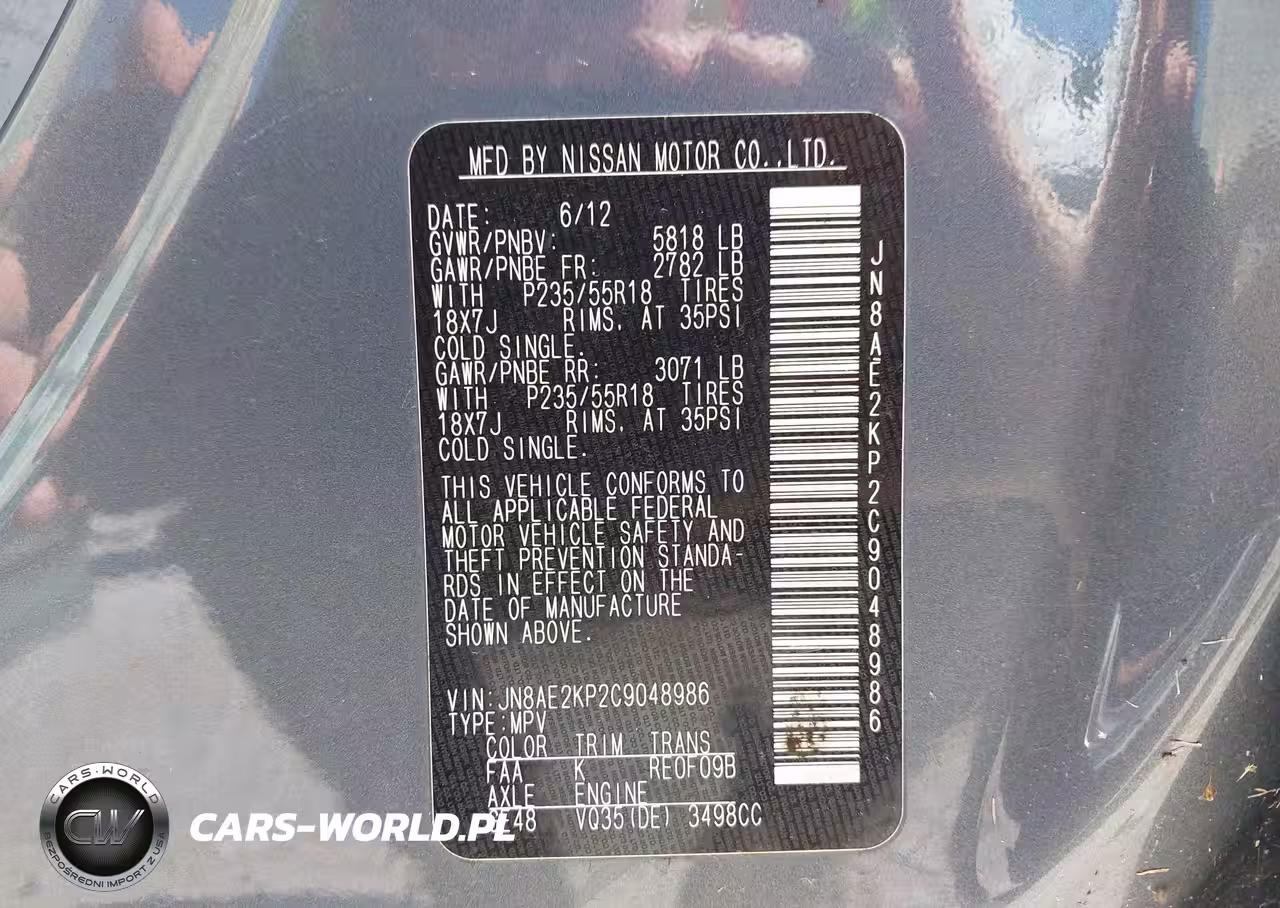 MFD BY NISSAN MOTOR CO.,LTD.
DATE: 6/12
GVWR/PNBV: 5818 LB
GAWR/PNBE FR: 2782 LB
WITH P235/55R18 TIRES
18X7J RIMS, AT 35PSI
COLD SINGLE.
GAWR/PNBE RR: 3071 LB
WITH P235/55R18 TIRES
18X7J RIMS, AT 35PSI
COLD SINGLE.
THIS VEHICLE CONFORMS TO
ALL APPLICABLE FEDERAL
MOTOR VEHICLE SAFETY AND
THEFT PREVENTION STANDA-
RDS IN EFFECT ON THE
DATE OF MANUFACTURE
SHOWN ABOVE.
VIN:JN8AE2KP2C9048986
TYPE:MPV
COLOR TRIM TRANS
FAA K RE0F09B
AXLE ENGINE
VQ35(DE) 3498CC
JN8AE2KP2C9048986
CARS-WORLD
CW
BEZPOŚREDNI IMPORT Z USA
CARS-WORLD.PL